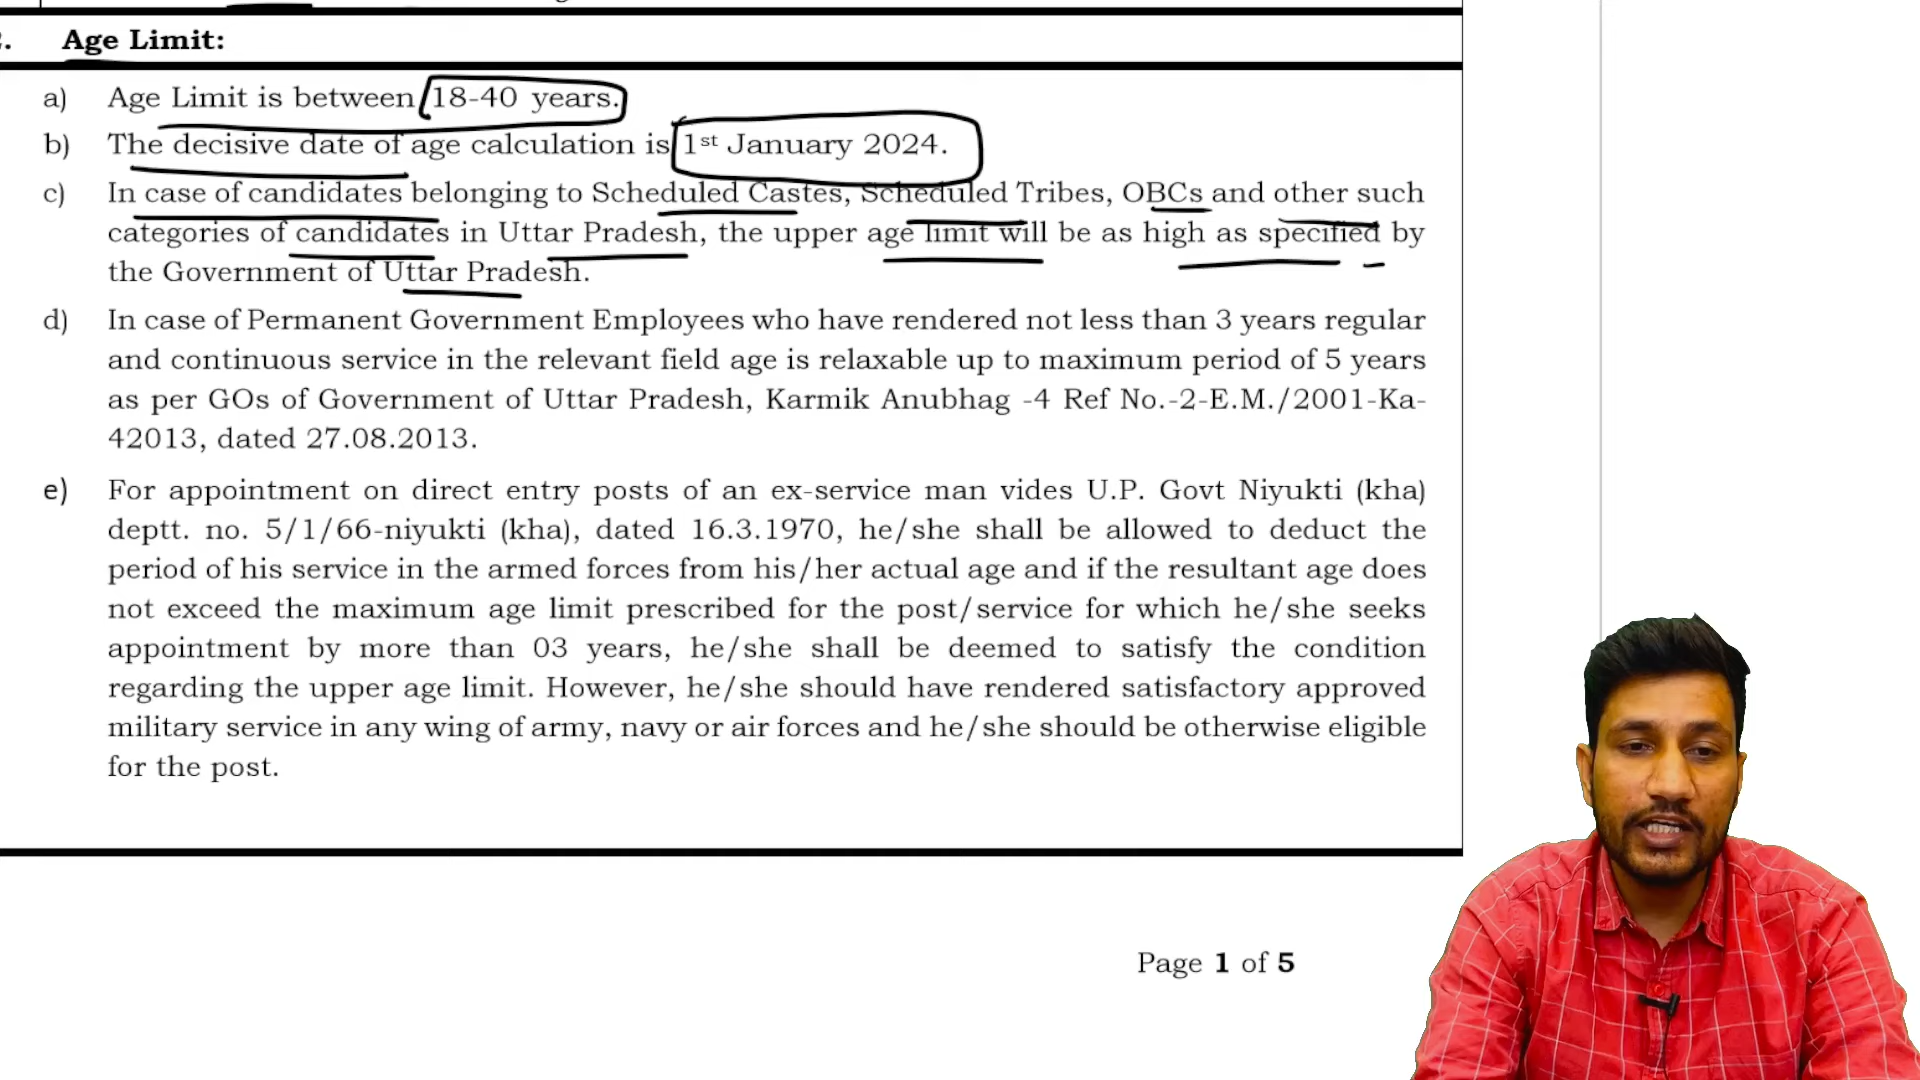 Age Limit:
a) Age Limit is between 18-40 years.
b) The decisive date of age calculation is 1st January 2024.
c) In case of candidates belonging to Scheduled Castes, Scheduled Tribes, OBCs and other such
categories of candidates in Uttar Pradesh, the upper age limit will be as high as specified by
the Government of Uttar Pradesh.
d) In case of Permanent Government Employees who have rendered not less than 3 years regular
and continuous service in the relevant field age is relaxable up to maximum period of 5 years
as per GOs of Government of Uttar Pradesh, Karmik Anubhag -4 Ref No.-2-E.M./2001-Ka-
42013, dated 27.08.2013.
e) For appointment on direct entry posts of an ex-service man vides U.P. Govt Niyukti (kha)
deptt. no. 5/1/66-niyukti (kha), dated 16.3.1970, he/she shall be allowed to deduct the
period of his service in the armed forces from his/her actual age and if the resultant age does
not exceed the maximum age limit prescribed for the post/service for which he/she seeks
appointment by more than 03 years, he/she shall be deemed to satisfy the condition
regarding the upper age limit. However, he/she should have rendered satisfactory approved
military service in any wing of army, navy or air forces and he/she should be otherwise eligible
for the post.
Page 1 of 5